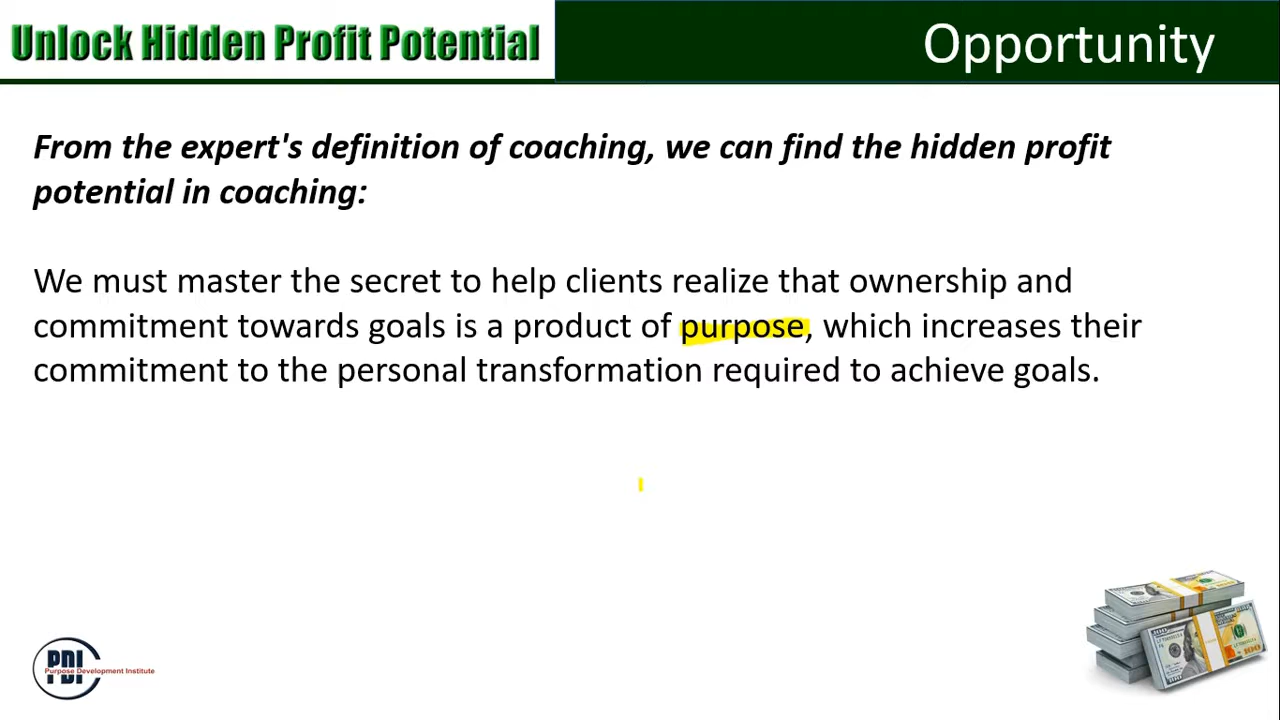 Unlock Hidden Profit Potential
Opportunity
From the expert's definition of coaching, we can find the hidden profit
potential in coaching:
We must master the secret to help clients realize that ownership and
commitment towards goals is a product of purpose, which increases their
commitment to the personal transformation required to achieve goals.
PDI
Purpose Development Institute